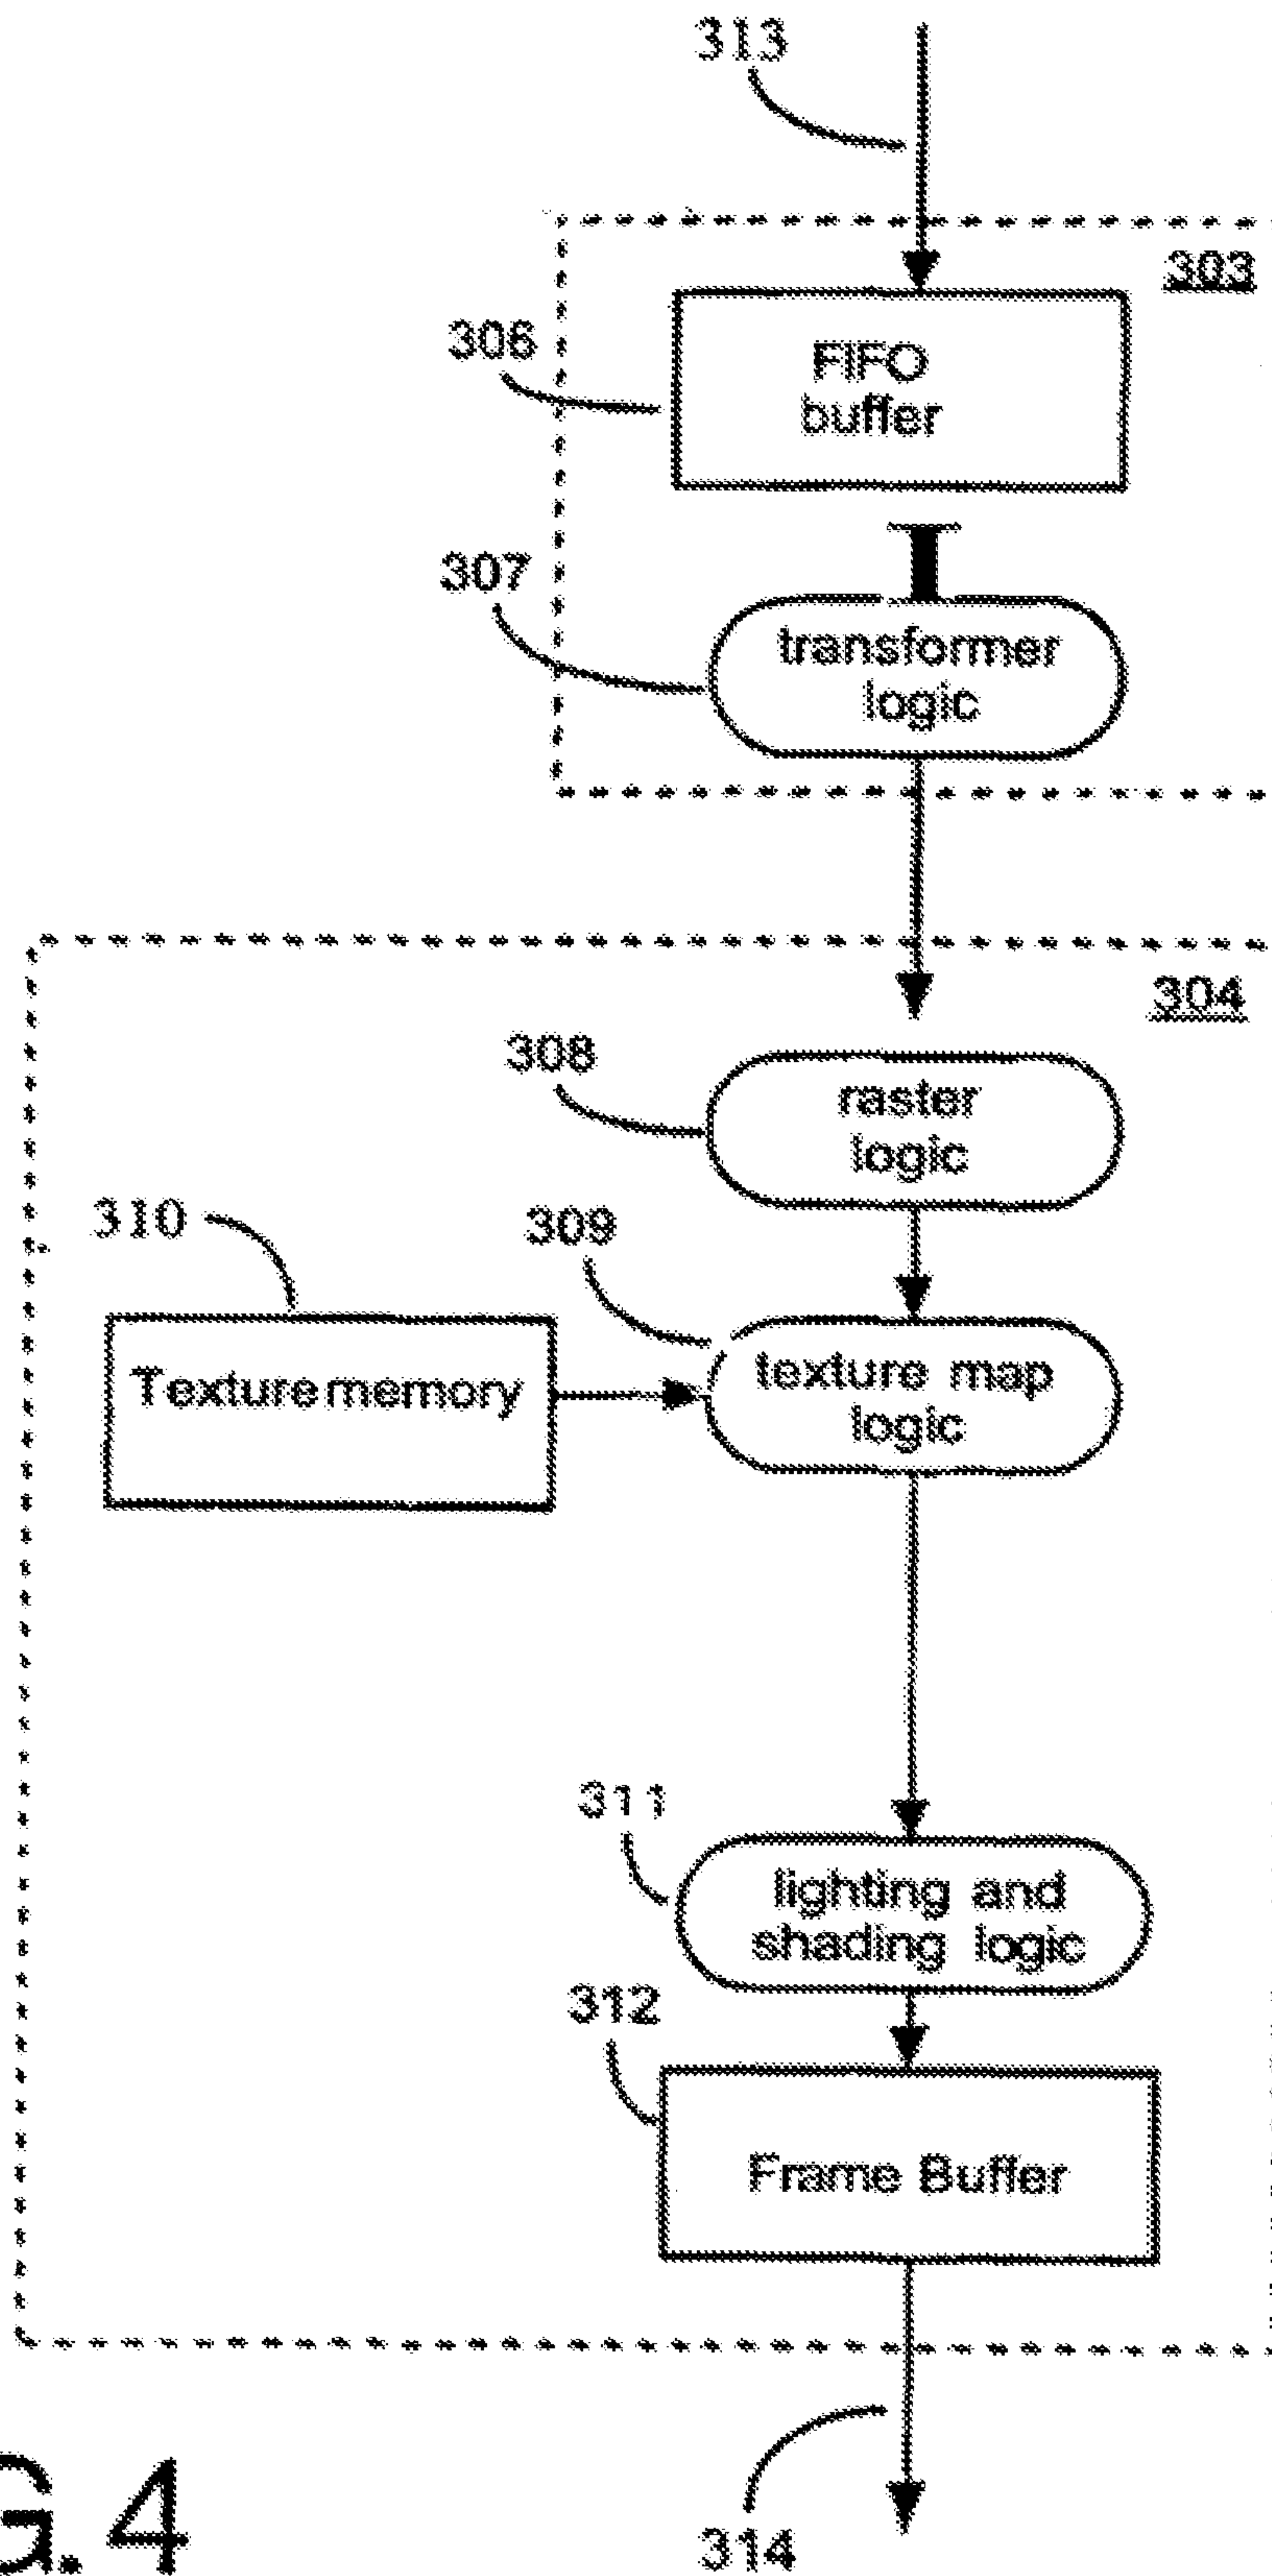 313
303
306
FIFO
buffer
307
transformer
logic
304
308
raster
logic
310
309
Texture memory
texture map
logic
311
lighting and
shading logic
312
Frame Buffer
314
G. 4